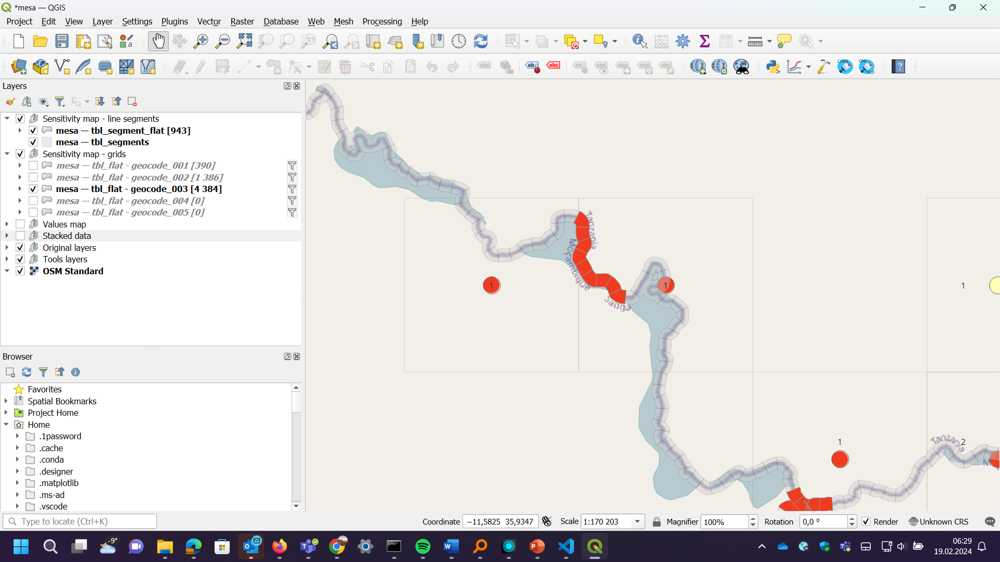 *mesa — QGIS
Project Edit View Layer Settings Plugins Vector Raster Database Web Mesh Processing Help
Layers
Sensitivity map - line segments
mesa — tbl_segment_flat [943]
mesa — tbl_segments
Sensitivity map - grids
mesa — tbl_flat - geocode_001 [390]
mesa — tbl_flat - geocode_002 [1 386]
mesa — tbl_flat - geocode_003 [4 384]
mesa — tbl_flat - geocode_004 [0]
mesa — tbl_flat - geocode_005 [0]
Values map
Stacked data
Original layers
Tools layers
OSM Standard
Tanzania
Moçambique
Sanga
1
1
1
1
Tanzania
2
Browser
Favorites
Spatial Bookmarks
Project Home
Home
.1password
.cache
.conda
.designer
.matplotlib
.ms-ad
.vscode
Type to locate (Ctrl+K)
Coordinate −11,5825 35,9347 Scale 1:170 203 Magnifier 100% Rotation 0,0 ° Render Unknown CRS
-9°
06:29
19.02.2024